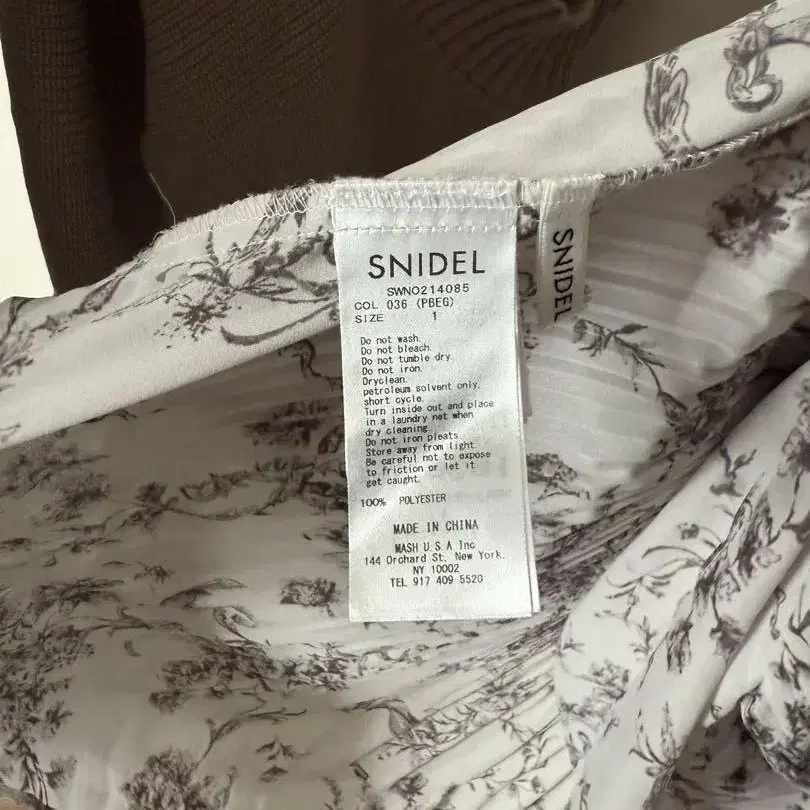 SNIDEL
SWNO214085
COL 036 (PBEG)
SIZE 1
Do not wash.
Do not bleach.
Do not tumble dry.
Do not iron.
Dryclean.
petroleum solvent only.
short cycle.
Turn inside out and place
in a laundry net when
dry cleaning.
Do not iron pleats.
Store away from light.
Be careful not to expose
to friction or let it
get caught.
100% POLYESTER
MADE IN CHINA
MASH U.S.A Inc
144 Orchard St. New York,
NY 10002
TEL 917 409 5520
SNIDEL